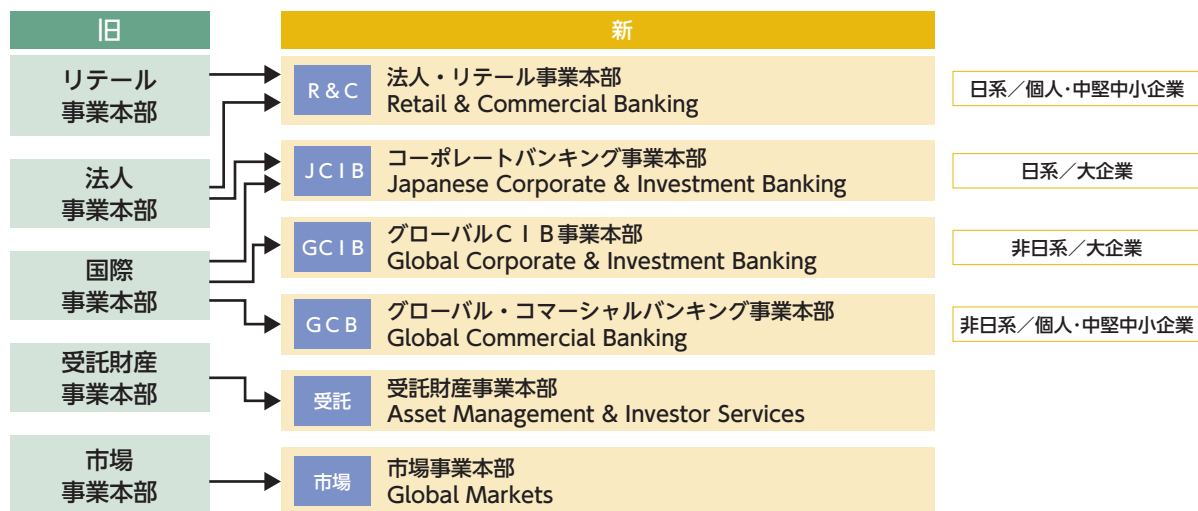 旧
新
リテール
事業本部
法人
事業本部
国際
事業本部
受託財産
事業本部
市場
事業本部
R&C
法人・リテール事業本部
Retail & Commercial Banking
日系／個人・中堅中小企業
JCIB
コーポレートバンキング事業本部
Japanese Corporate & Investment Banking
日系／大企業
GCIB
グローバルCIB事業本部
Global Corporate & Investment Banking
非日系／大企業
GCB
グローバル・コマーシャルバンキング事業本部
Global Commercial Banking
非日系／個人・中堅中小企業
受託
受託財産事業本部
Asset Management & Investor Services
市場
市場事業本部
Global Markets